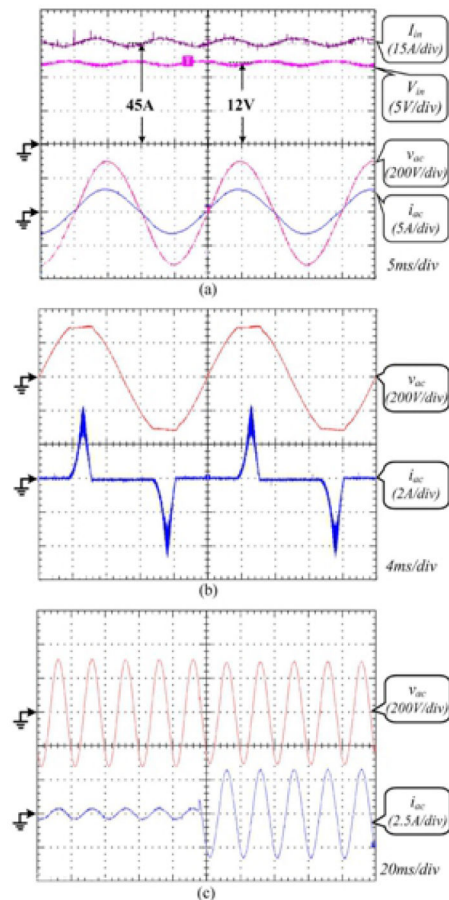 I_in
(15A/div)
V_in
(5V/div)
45A
12V
v_ac
(200V/div)
i_ac
(5A/div)
5ms/div
(a)
v_ac
(200V/div)
i_ac
(2A/div)
4ms/div
(b)
v_ac
(200V/div)
i_ac
(2.5A/div)
20ms/div
(c)